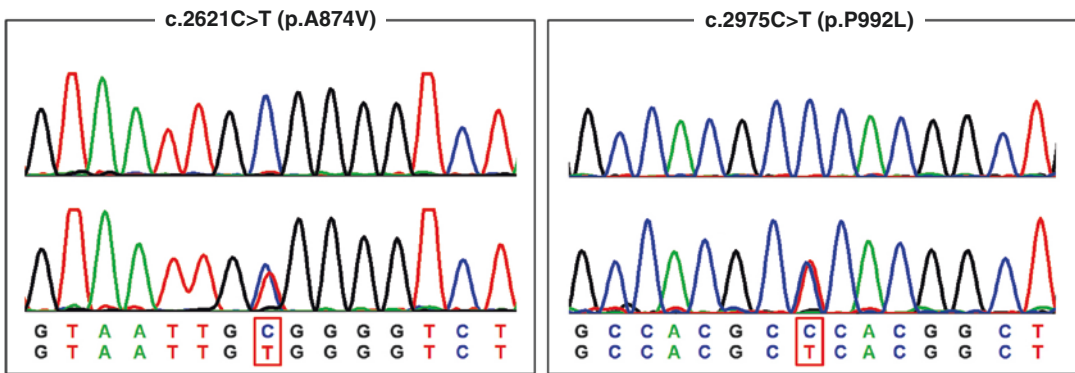 c.2621C>T (p.A874V)
G T A A T T G C G G G G T C T
G T A A T T G T G G G G T C T
c.2975C>T (p.P992L)
G C C A C G C C C A C G G C T
G C C A C G C T C A C G G C T